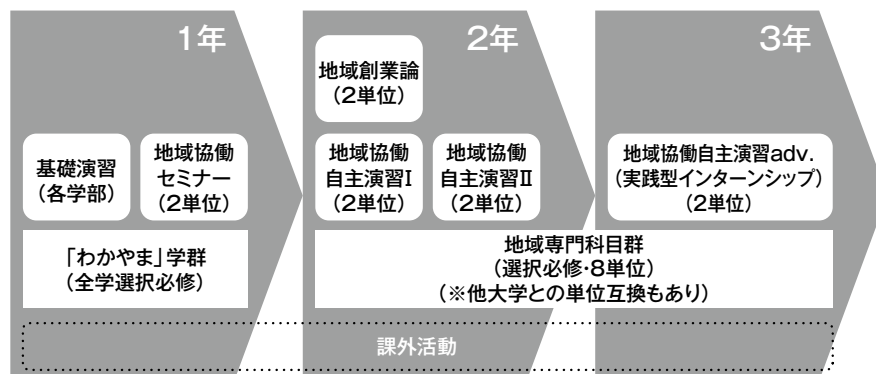 1年
基礎演習
(各学部)
地域協働
セミナー
(2単位)
「わかやま」学群
(全学選択必修)
2年
地域創業論
(2単位)
地域協働
自主演習Ⅰ
(2単位)
地域協働
自主演習Ⅱ
(2単位)
3年
地域協働自主演習adv.
(実践型インターンシップ)
(2単位)
地域専門科目群
(選択必修・8単位)
(※他大学との単位互換もあり)
課外活動